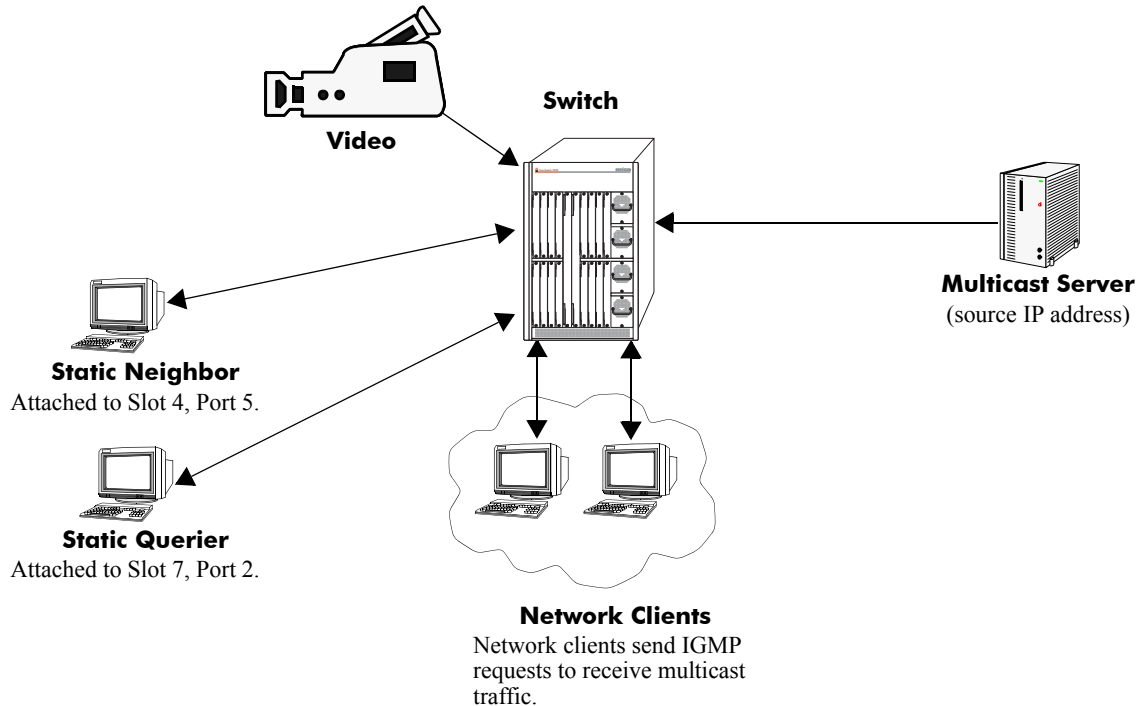 Switch
Video
Multicast Server
(source IP address)
Static Neighbor
Attached to Slot 4, Port 5.
Static Querier
Attached to Slot 7, Port 2.
Network Clients
Network clients send IGMP
requests to receive multicast
traffic.